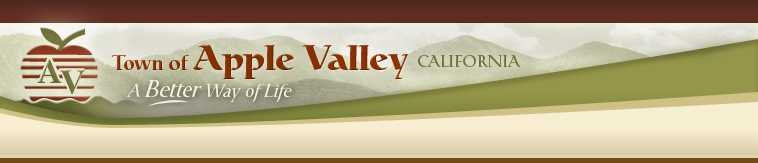 AV
Town of Apple Valley CALIFORNIA
A Better Way of Life